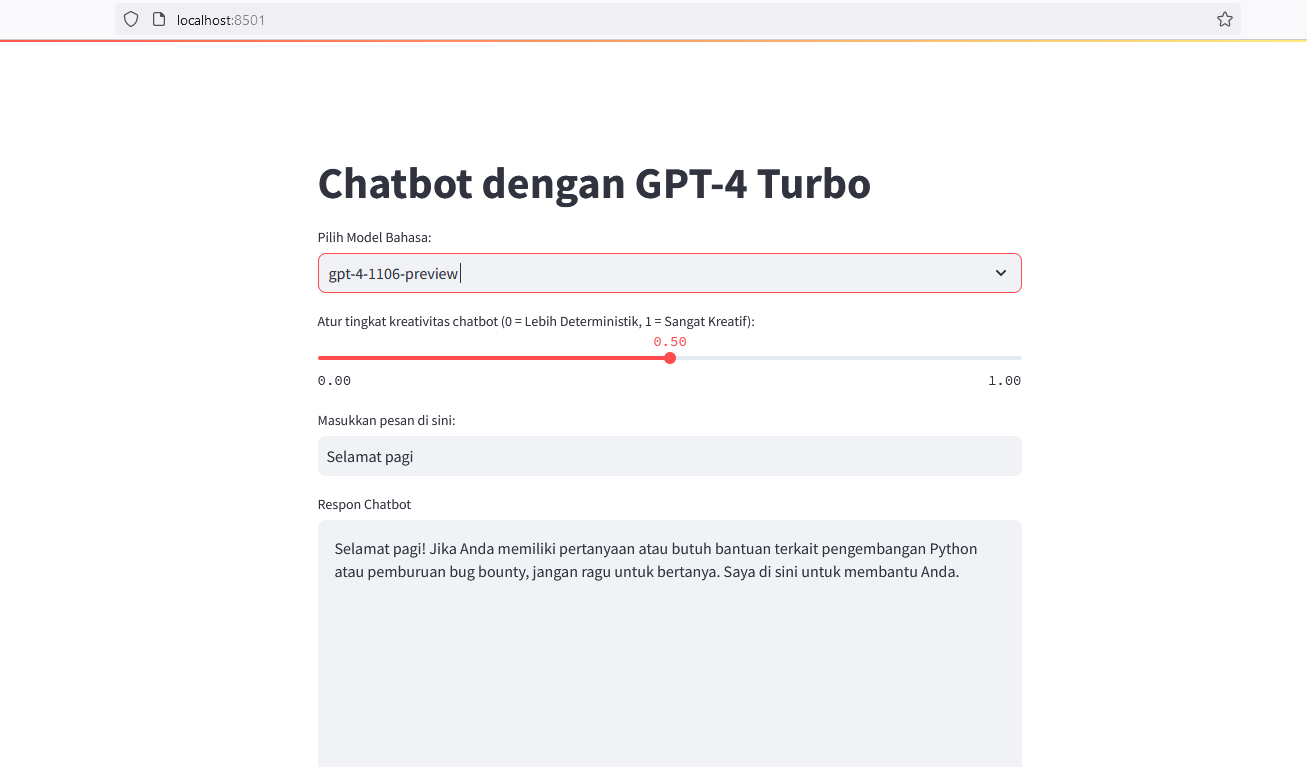 localhost:8501
Chatbot dengan GPT-4 Turbo
Pilih Model Bahasa:
gpt-4-1106-preview
Atur tingkat kreativitas chatbot (0 = Lebih Deterministik, 1 = Sangat Kreatif):
0.50
0.00 1.00
Masukkan pesan di sini:
Selamat pagi
Respon Chatbot
Selamat pagi! Jika Anda memiliki pertanyaan atau butuh bantuan terkait pengembangan Python
atau pemburuan bug bounty, jangan ragu untuk bertanya. Saya di sini untuk membantu Anda.